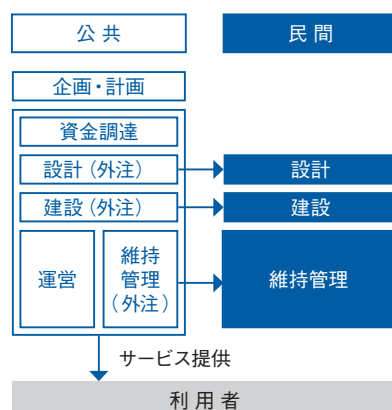 公共
民間
企画・計画
資金調達
設計（外注）
設計
建設（外注）
建設
運営
維持
管理
（外注）
維持管理
サービス提供
利用者